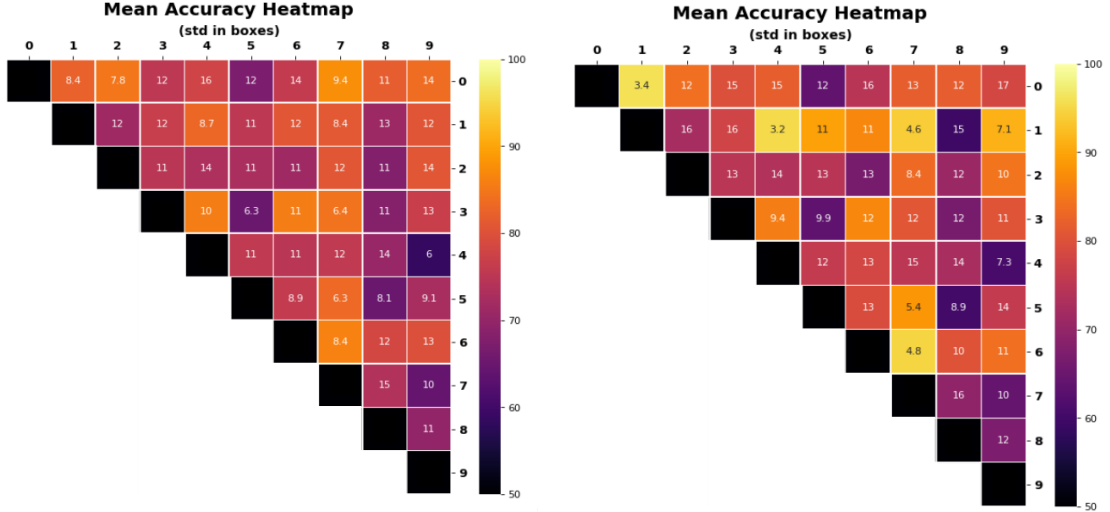 Mean Accuracy Heatmap
(std in boxes)
0 1 2 3 4 5 6 7 8 9
8.4 7.8 12 16 12 14 9.4 11 14 0
12 12 8.7 11 12 8.4 13 12 1
11 14 11 11 12 11 14 2
10 6.3 11 6.4 11 13 3
11 11 12 14 6 4
8.9 6.3 8.1 9.1 5
8.4 12 13 6
15 10 7
11 8
9
100
90
80
70
60
50
Mean Accuracy Heatmap
(std in boxes)
0 1 2 3 4 5 6 7 8 9
3.4 12 15 15 12 16 13 12 17 0
16 16 3.2 11 11 4.6 15 7.1 1
13 14 13 13 8.4 12 10 2
9.4 9.9 12 12 12 11 3
12 13 15 14 7.3 4
13 5.4 8.9 14 5
4.8 10 11 6
16 10 7
12 8
9
100
90
80
70
60
50